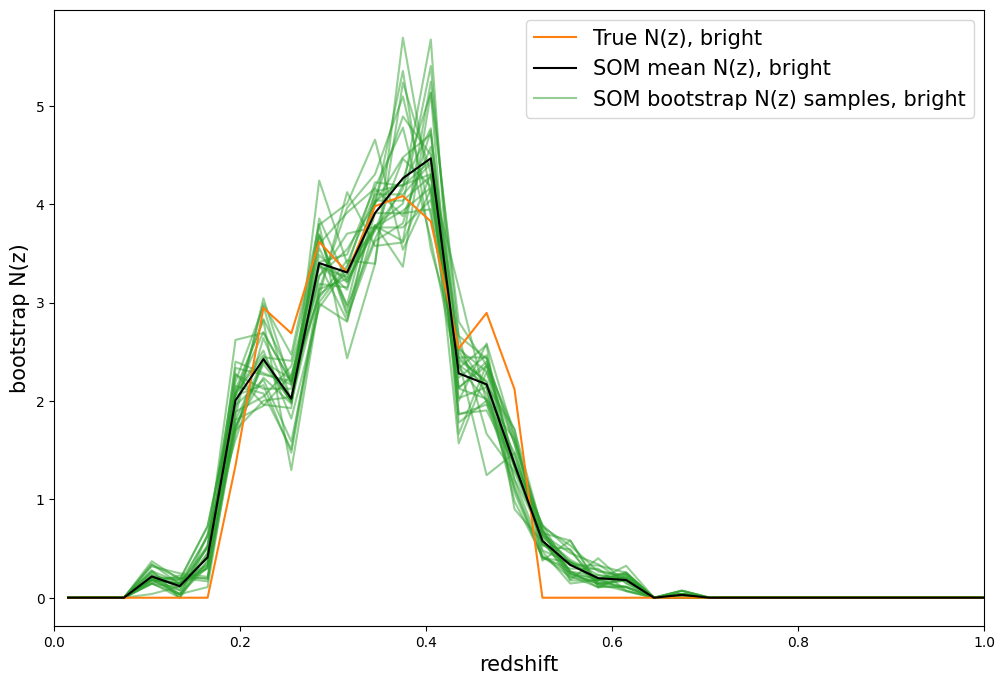 True N(z), bright
SOM mean N(z), bright
SOM bootstrap N(z) samples, bright
bootstrap N(z)
5
4
3
2
1
0
0.0 0.2 0.4 0.6 0.8 1.0
redshift